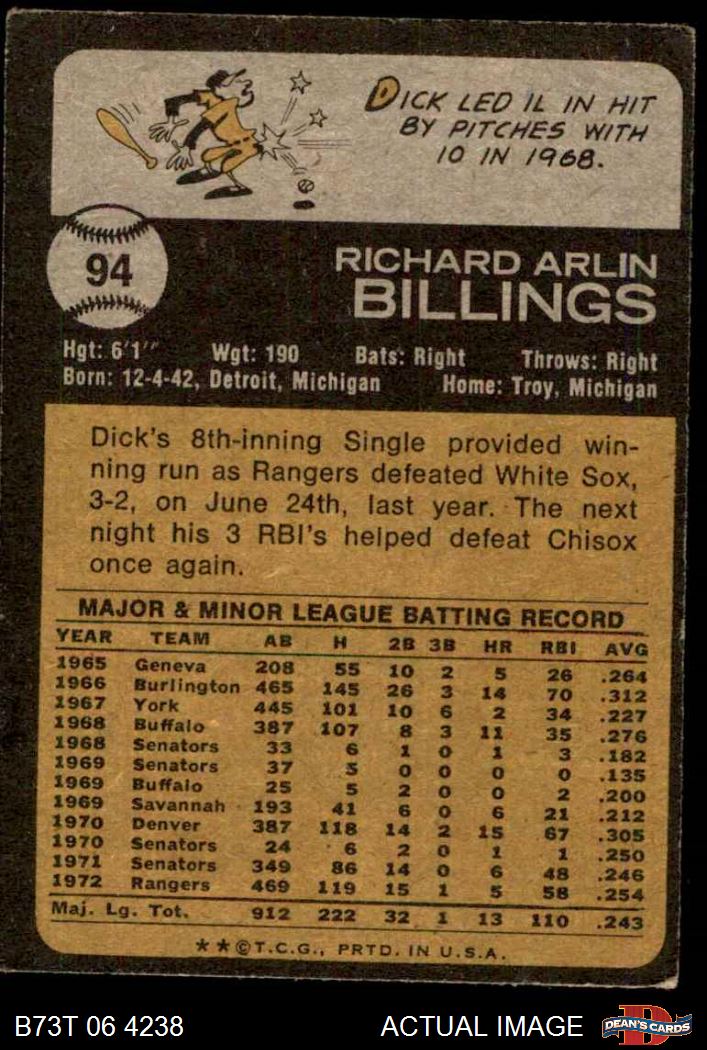 DICK LED IL IN HIT
BY PITCHES WITH
10 IN 1968.
94
RICHARD ARLIN
BILLINGS
Hgt: 6'1" Wgt: 190 Bats: Right Throws: Right
Born: 12-4-42, Detroit, Michigan Home: Troy, Michigan
Dick's 8th-inning Single provided win-
ning run as Rangers defeated White Sox,
3-2, on June 24th, last year. The next
night his 3 RBI's helped defeat Chisox
once again.
MAJOR & MINOR LEAGUE BATTING RECORD
YEAR TEAM AB H 2B 3B HR RBI AVG
1965 Geneva 208 55 10 2 5 26 .264
1966 Burlington 465 145 26 3 14 70 .312
1967 York 445 101 10 6 2 34 .227
1968 Buffalo 387 107 8 3 11 35 .276
1968 Senators 33 6 1 0 1 3 .182
1969 Senators 37 5 0 0 0 0 .135
1969 Buffalo 25 5 2 0 0 2 .200
1969 Savannah 193 41 6 0 6 21 .212
1970 Denver 387 118 14 2 15 67 .305
1970 Senators 24 6 2 0 1 1 .250
1971 Senators 349 86 14 0 6 48 .246
1972 Rangers 469 119 15 1 5 58 .254
Maj. Lg. Tot. 912 222 32 1 13 110 .243
**©T.C.G., PRTD. IN U.S.A.
B73T 06 4238 ACTUAL IMAGE DEAN'S CARDS